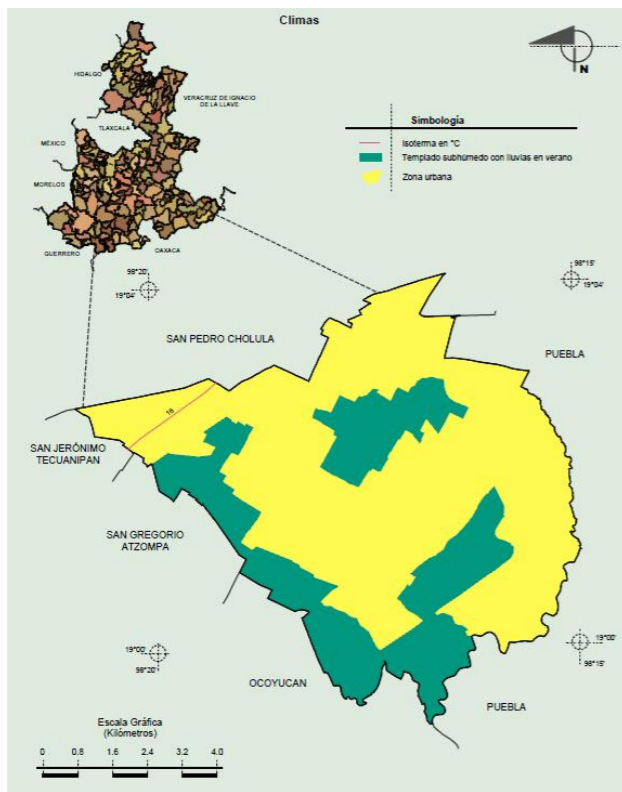 Climas
N
HIDALGO
VERACRUZ DE IGNACIO
DE LA LLAVE
TLAXCALA
MÉXICO
MORELOS
GUERRERO
OAXACA
Simbología
Isoterma en °C
Templado subhúmedo con lluvias en verano
Zona urbana
98°20'
19°04'
98°15'
19°04'
SAN PEDRO CHOLULA
PUEBLA
18
SAN JERÓNIMO
TECUANIPAN
SAN GREGORIO
ATZOMPA
19°00'
98°20'
19°00'
98°15'
OCOYUCAN
PUEBLA
Escala Gráfica
(Kilómetros)
0 0.8 1.6 2.4 3.2 4.0